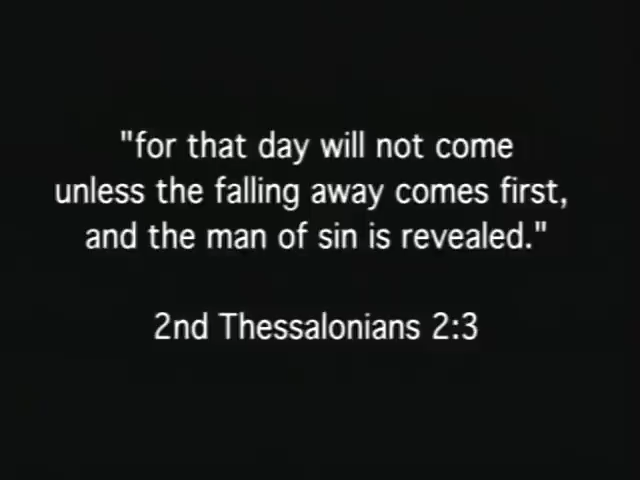 "for that day will not come
unless the falling away comes first,
and the man of sin is revealed."
2nd Thessalonians 2:3